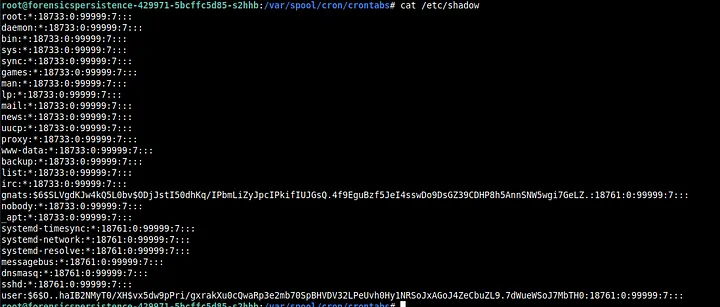 root@forensicspersistence-429971-5bcffc5d85-s2hhb:/var/spool/cron/crontabs# cat /etc/shadow
root:*:18733:0:99999:7:::
daemon:*:18733:0:99999:7:::
bin:*:18733:0:99999:7:::
sys:*:18733:0:99999:7:::
sync:*:18733:0:99999:7:::
games:*:18733:0:99999:7:::
man:*:18733:0:99999:7:::
lp:*:18733:0:99999:7:::
mail:*:18733:0:99999:7:::
news:*:18733:0:99999:7:::
uucp:*:18733:0:99999:7:::
proxy:*:18733:0:99999:7:::
www-data:*:18733:0:99999:7:::
backup:*:18733:0:99999:7:::
list:*:18733:0:99999:7:::
irc:*:18733:0:99999:7:::
gnats:$6$SLVgdKJw4kQ5L0bv$ODjJstI50dhKq/IPbmLiZyJpcIPkifIUJGsQ.4f9EguBzf5JeI4sswDo9DsGZ39CDHP8h5AnnSNW5wgi7GeLZ.:18761:0:99999:7:::
nobody:*:18733:0:99999:7:::
_apt:*:18733:0:99999:7:::
systemd-timesync:*:18761:0:99999:7:::
systemd-network:*:18761:0:99999:7:::
systemd-resolve:*:18761:0:99999:7:::
messagebus:*:18761:0:99999:7:::
dnsmasq:*:18761:0:99999:7:::
sshd:*:18761:0:99999:7:::
user:$6$O..haIB2NMyT0/XH$vx5dw9pPri/gxrakXu0cQwaRp3e2mb70SpBHVDV32LPeUvh0Hy1NRSoJxAGoJ4ZeCbuZL9.7dWueWSoJ7MbTH0:18761:0:99999:7:::
root@forensicspersistence-429971-5bcffc5d85-s2hhb:/var/spool/cron/crontabs#